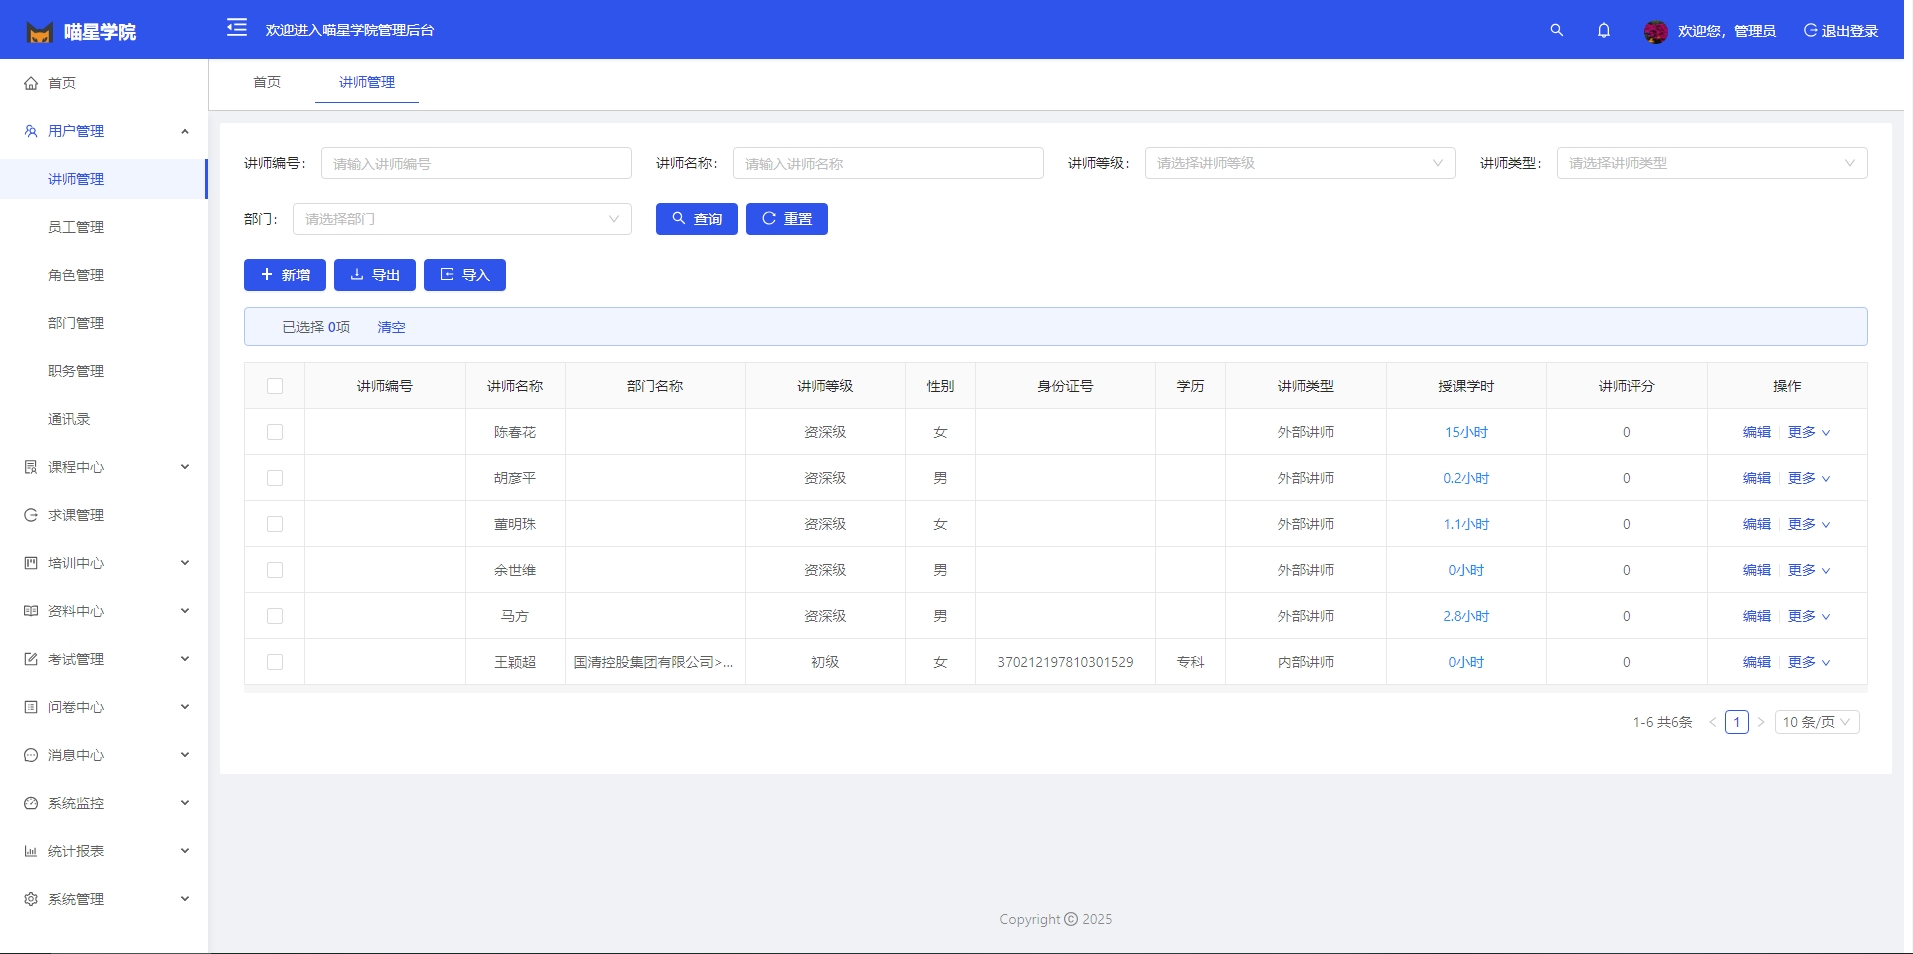 喵星学院
欢迎进入喵星学院管理后台
欢迎您，管理员
退出登录
首页
用户管理
讲师管理
员工管理
角色管理
部门管理
职务管理
通讯录
课程中心
求课管理
培训中心
资料中心
考试管理
问卷中心
消息中心
系统监控
统计报表
系统管理
首页 讲师管理
讲师编号： 请输入讲师编号 讲师名称： 请输入讲师名称 讲师等级： 请选择讲师等级 讲师类型： 请选择讲师类型
部门： 请选择部门 查询 重置
新增 导出 导入
已选择 0项 清空
讲师编号 讲师名称 部门名称 讲师等级 性别 身份证号 学历 讲师类型 授课学时 讲师评分 操作
陈春花 资深级 女 外部讲师 15小时 0 编辑 更多
胡彦平 资深级 男 外部讲师 0.2小时 0 编辑 更多
董明珠 资深级 女 外部讲师 1.1小时 0 编辑 更多
余世维 资深级 男 外部讲师 0小时 0 编辑 更多
马方 资深级 男 外部讲师 2.8小时 0 编辑 更多
王颖超 国清控股集团有限公司>... 初级 女 370212197810301529 专科 内部讲师 0小时 0 编辑 更多
1-6 共6条 < 1 > 10 条/页
Copyright © 2025